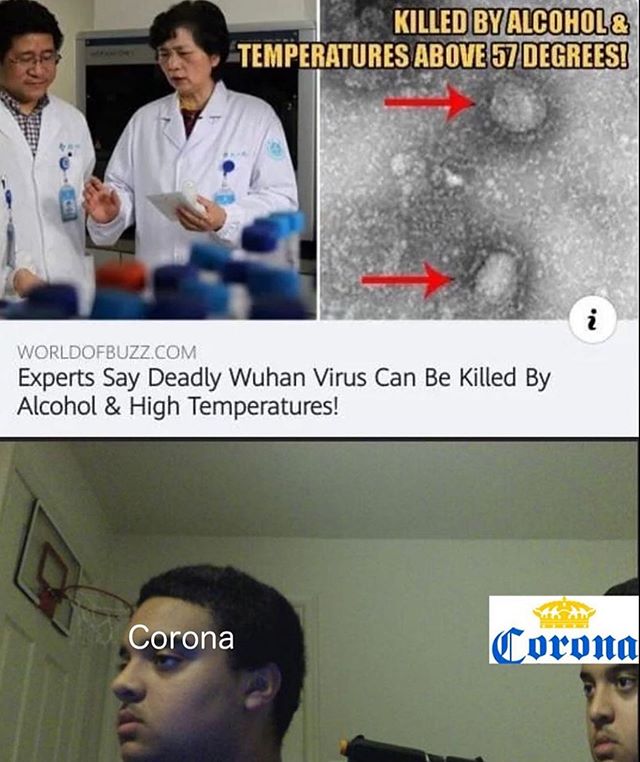 KILLED BY ALCOHOL &
TEMPERATURES ABOVE 57 DEGREES!
i
WORLDOFBUZZ.COM
Experts Say Deadly Wuhan Virus Can Be Killed By
Alcohol & High Temperatures!
Corona
Corona